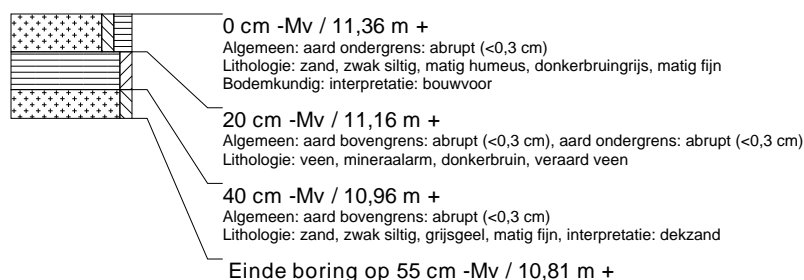 0 cm -Mv / 11,36 m +
Algemeen: aard ondergrens: abrupt (<0,3 cm)
Lithologie: zand, zwak siltig, matig humeus, donkerbruingrijs, matig fijn
Bodemkundig: interpretatie: bouwvoor
20 cm -Mv / 11,16 m +
Algemeen: aard bovengrens: abrupt (<0,3 cm), aard ondergrens: abrupt (<0,3 cm)
Lithologie: veen, mineraalarm, donkerbruin, veraard veen
40 cm -Mv / 10,96 m +
Algemeen: aard bovengrens: abrupt (<0,3 cm)
Lithologie: zand, zwak siltig, grijsgeel, matig fijn, interpretatie: dekzand
Einde boring op 55 cm -Mv / 10,81 m +